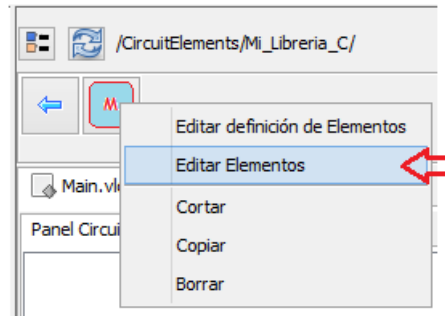 /CircuitElements/Mi_Libreria_C/
M
Editar definición de Elementos
Editar Elementos
Main.vl
Cortar
Panel Circui
Copiar
Borrar